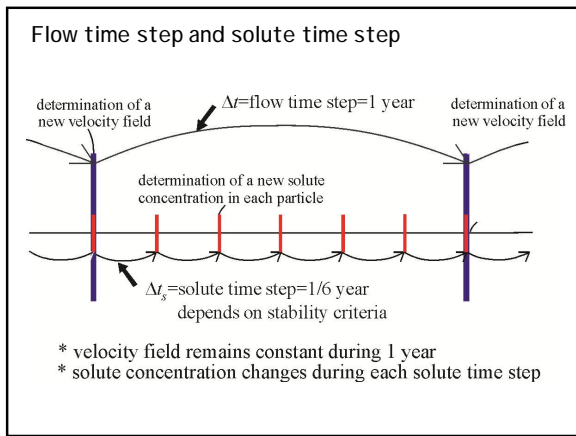 Flow time step and solute time step
determination of a
new velocity field
Δt=flow time step=1 year
determination of a
new velocity field
determination of a new solute
concentration in each particle
Δtₛ=solute time step=1/6 year
depends on stability criteria
* velocity field remains constant during 1 year
* solute concentration changes during each solute time step